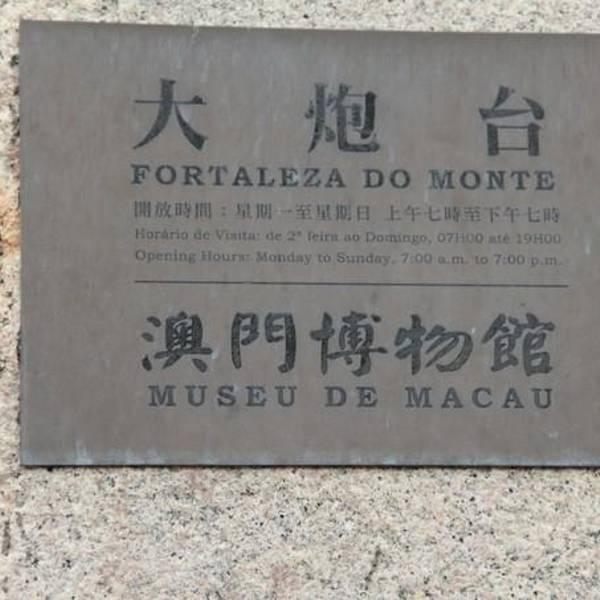 大炮台
FORTALEZA DO MONTE
開放時間：星期一至星期日 上午七時至下午七時
Horário de Visita: de 2ª feira ao Domingo, 07H00 até 19H00
Opening Hours: Monday to Sunday, 7:00 a.m. to 7:00 p.m.
澳門博物館
MUSEU DE MACAU